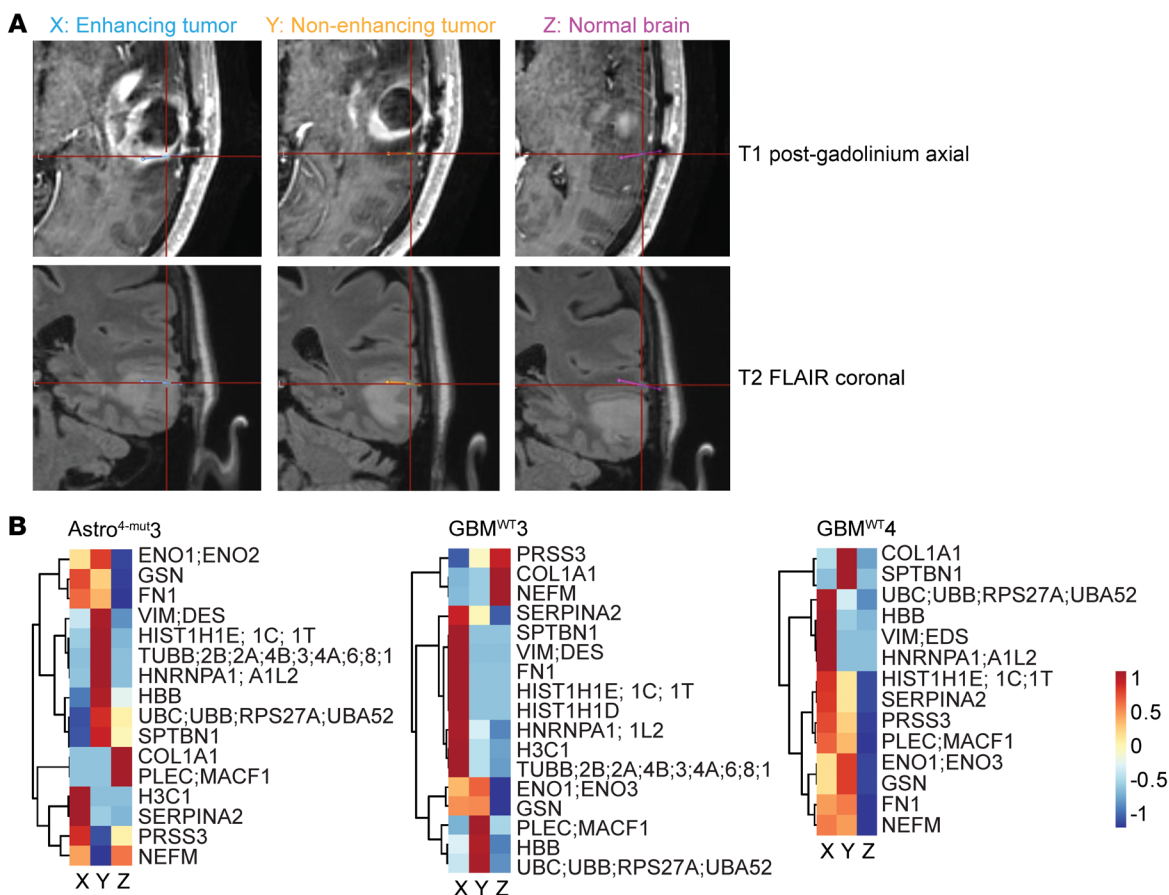 A
X: Enhancing tumor
Y: Non-enhancing tumor
Z: Normal brain
T1 post-gadolinium axial
T2 FLAIR coronal
B
Astro4-mut3
ENO1;ENO2
GSN
FN1
VIM;DES
HIST1H1E; 1C; 1T
TUBB;2B;2A;4B;3;4A;6;8;1
HNRNPA1; A1L2
HBB
UBC;UBB;RPS27A;UBA52
SPTBN1
COL1A1
PLEC;MACF1
H3C1
SERPINA2
PRSS3
NEFM
X Y Z
GBMWT3
PRSS3
COL1A1
NEFM
SERPINA2
SPTBN1
VIM;DES
FN1
HIST1H1E; 1C; 1T
HIST1H1D
HNRNPA1; 1L2
H3C1
TUBB;2B;2A;4B;3;4A;6;8;1
ENO1;ENO3
GSN
PLEC;MACF1
HBB
UBC;UBB;RPS27A;UBA52
X Y Z
GBMWT4
COL1A1
SPTBN1
UBC;UBB;RPS27A;UBA52
HBB
VIM;EDS
HNRNPA1;A1L2
HIST1H1E; 1C;1T
SERPINA2
PRSS3
PLEC;MACF1
ENO1;ENO3
GSN
FN1
NEFM
X Y Z
1
0.5
0
-0.5
-1